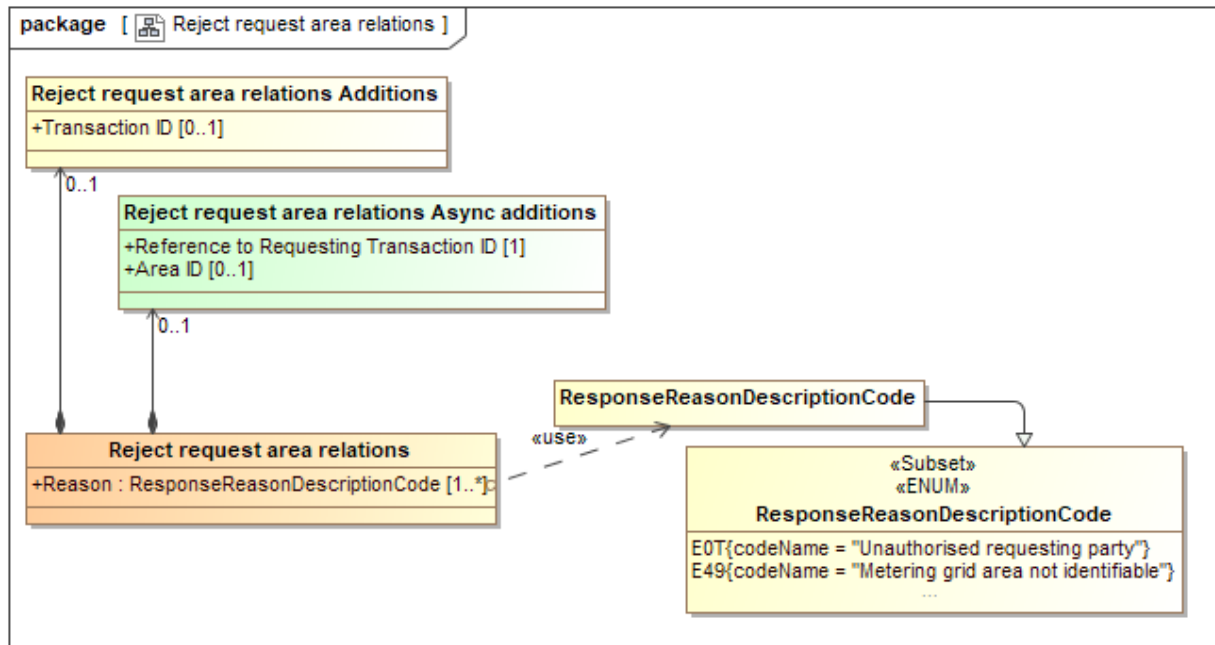 package [ Reject request area relations ]
Reject request area relations Additions
+Transaction ID [0..1]
0..1
Reject request area relations Async additions
+Reference to Requesting Transaction ID [1]
+Area ID [0..1]
0..1
ResponseReasonDescriptionCode
«use»
Reject request area relations
+Reason : ResponseReasonDescriptionCode [1..*]
«Subset»
«ENUM»
ResponseReasonDescriptionCode
E0T{codeName = "Unauthorised requesting party"}
E49{codeName = "Metering grid area not identifiable"}
...